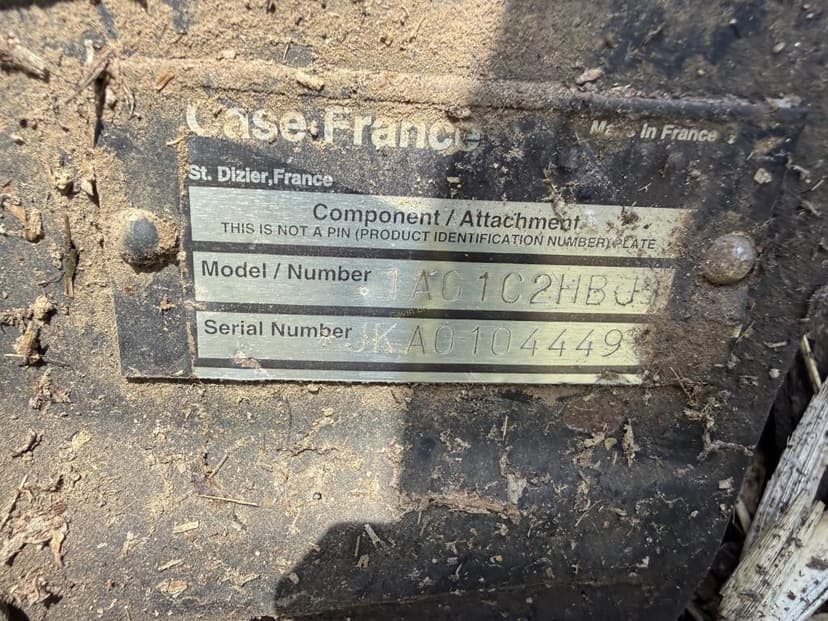 Case France
Made In France
St. Dizier, France
Component / Attachment
THIS IS NOT A PIN (PRODUCT IDENTIFICATION NUMBER) PLATE
Model / Number 1A01C2HBJ
Serial Number JKA0104449